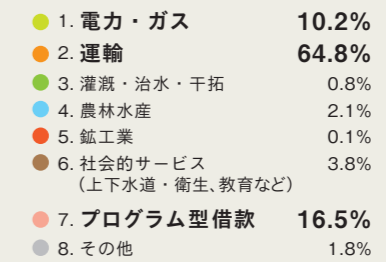 1. 電力・ガス 10.2%
2. 運輸 64.8%
3. 灌漑・治水・干拓 0.8%
4. 農林水産 2.1%
5. 鉱工業 0.1%
6. 社会的サービス 3.8%
（上下水道・衛生、教育など）
7. プログラム型借款 16.5%
8. その他 1.8%